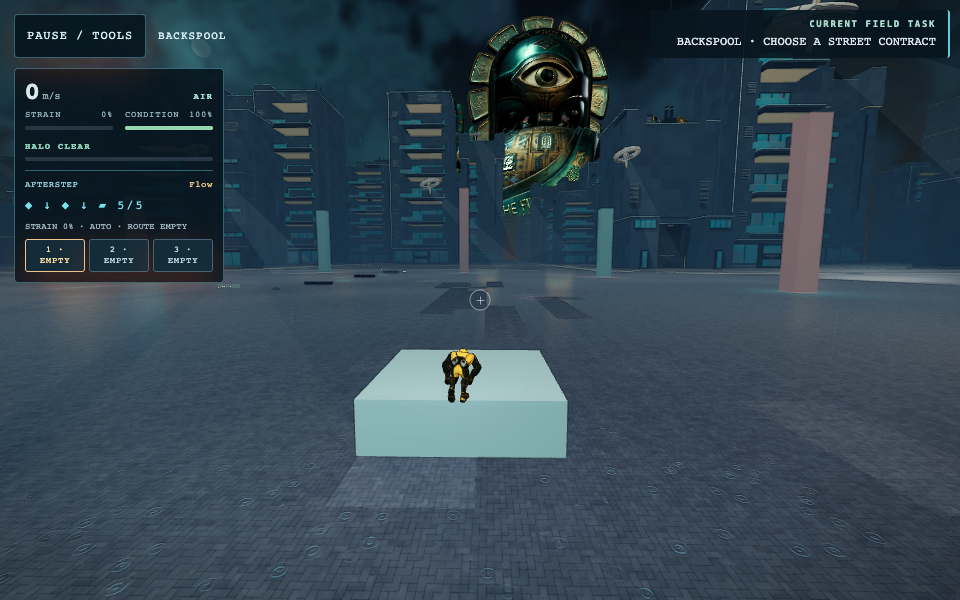 PAUSE / TOOLS
BACKSPOOL
CURRENT FIELD TASK
BACKSPOOL · CHOOSE A STREET CONTRACT
0 m/s
AIR
STRAIN 0%
CONDITION 100%
HALO CLEAR
AFTERSTEP
Flow
5/5
STRAIN 0% · AUTO · ROUTE EMPTY
1 · EMPTY
2 · EMPTY
3 · EMPTY